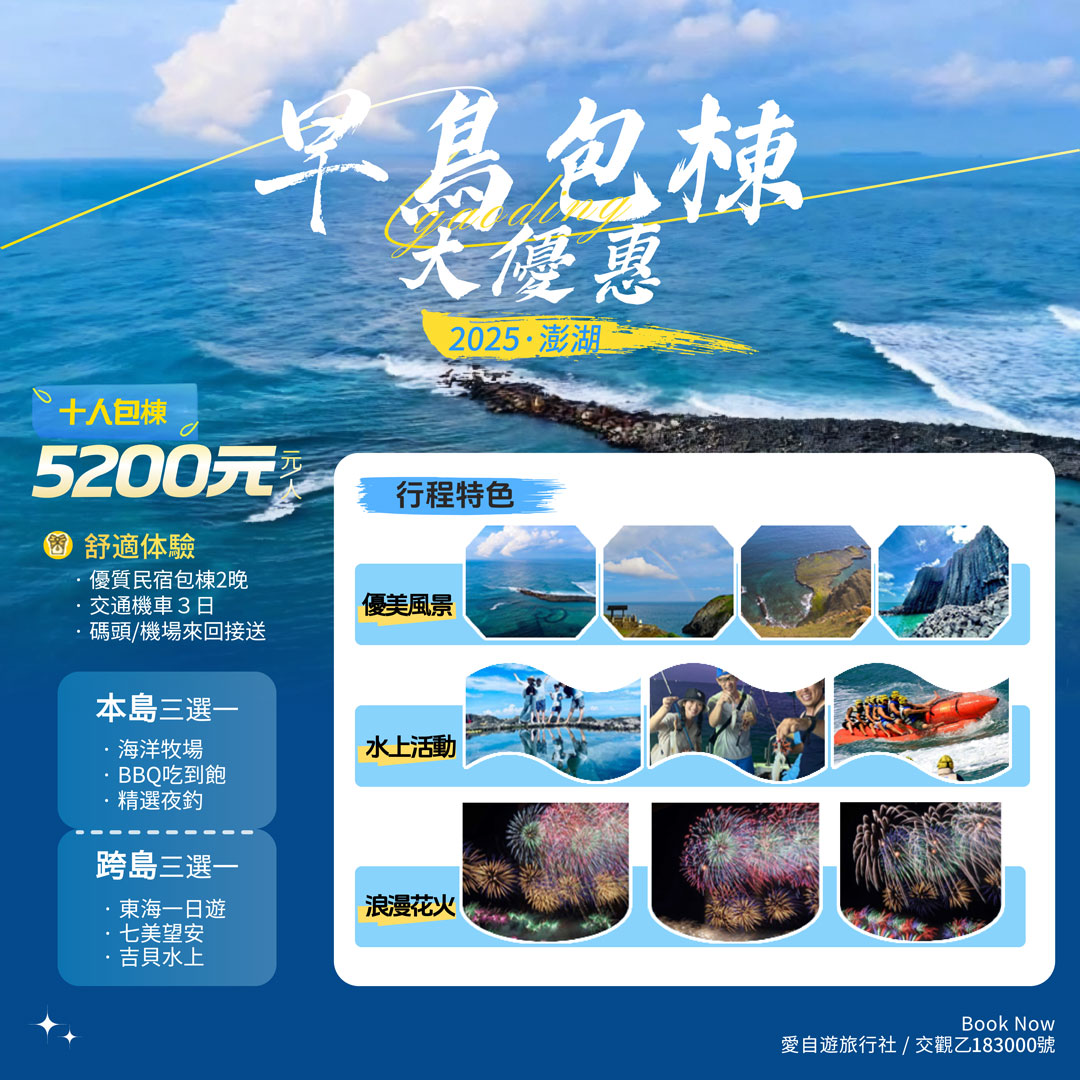 早鳥包棟
gaoding
大優惠
2025·澎湖
十人包棟
5200元
元/人
舒適体驗
· 優質民宿包棟2晚
· 交通機車３日
· 碼頭/機場來回接送
本島三選一
· 海洋牧場
· BBQ吃到飽
· 精選夜釣
跨島三選一
· 東海一日遊
· 七美望安
· 吉貝水上
行程特色
優美風景
水上活動
浪漫花火
Book Now
愛自遊旅行社 / 交觀乙183000號